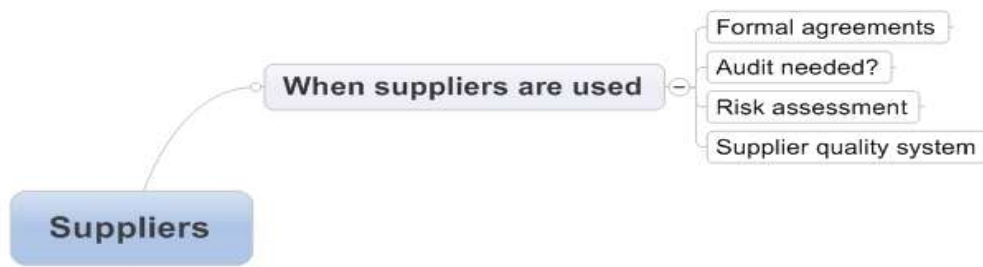 Formal agreements
Audit needed?
When suppliers are used
Risk assessment
Supplier quality system
Suppliers